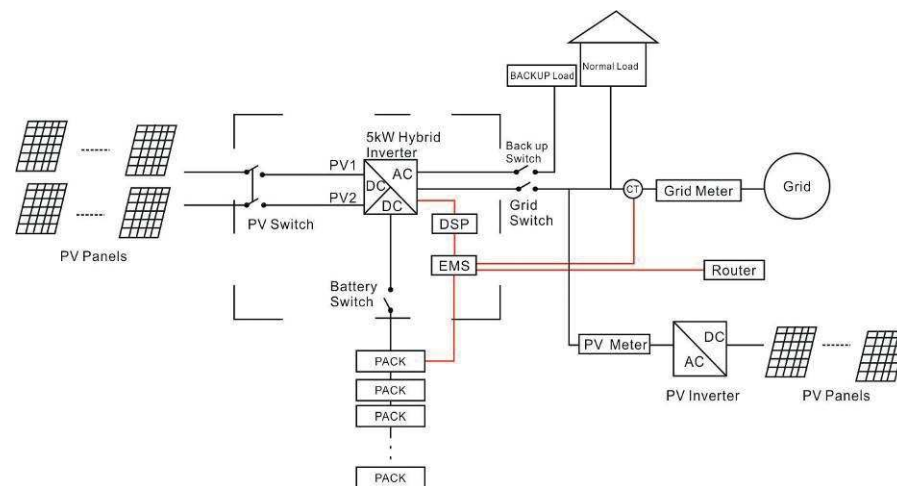 BACKUP Load
Normal Load
5kW Hybrid
Inverter
Back up
Switch
PV1
AC
DC
DC
PV2
Grid
Switch
CT
Grid Meter
Grid
PV Switch
PV Panels
DSP
EMS
Router
Battery
Switch
PACK
PACK
PACK
PACK
PV Meter
DC
AC
PV Inverter
PV Panels